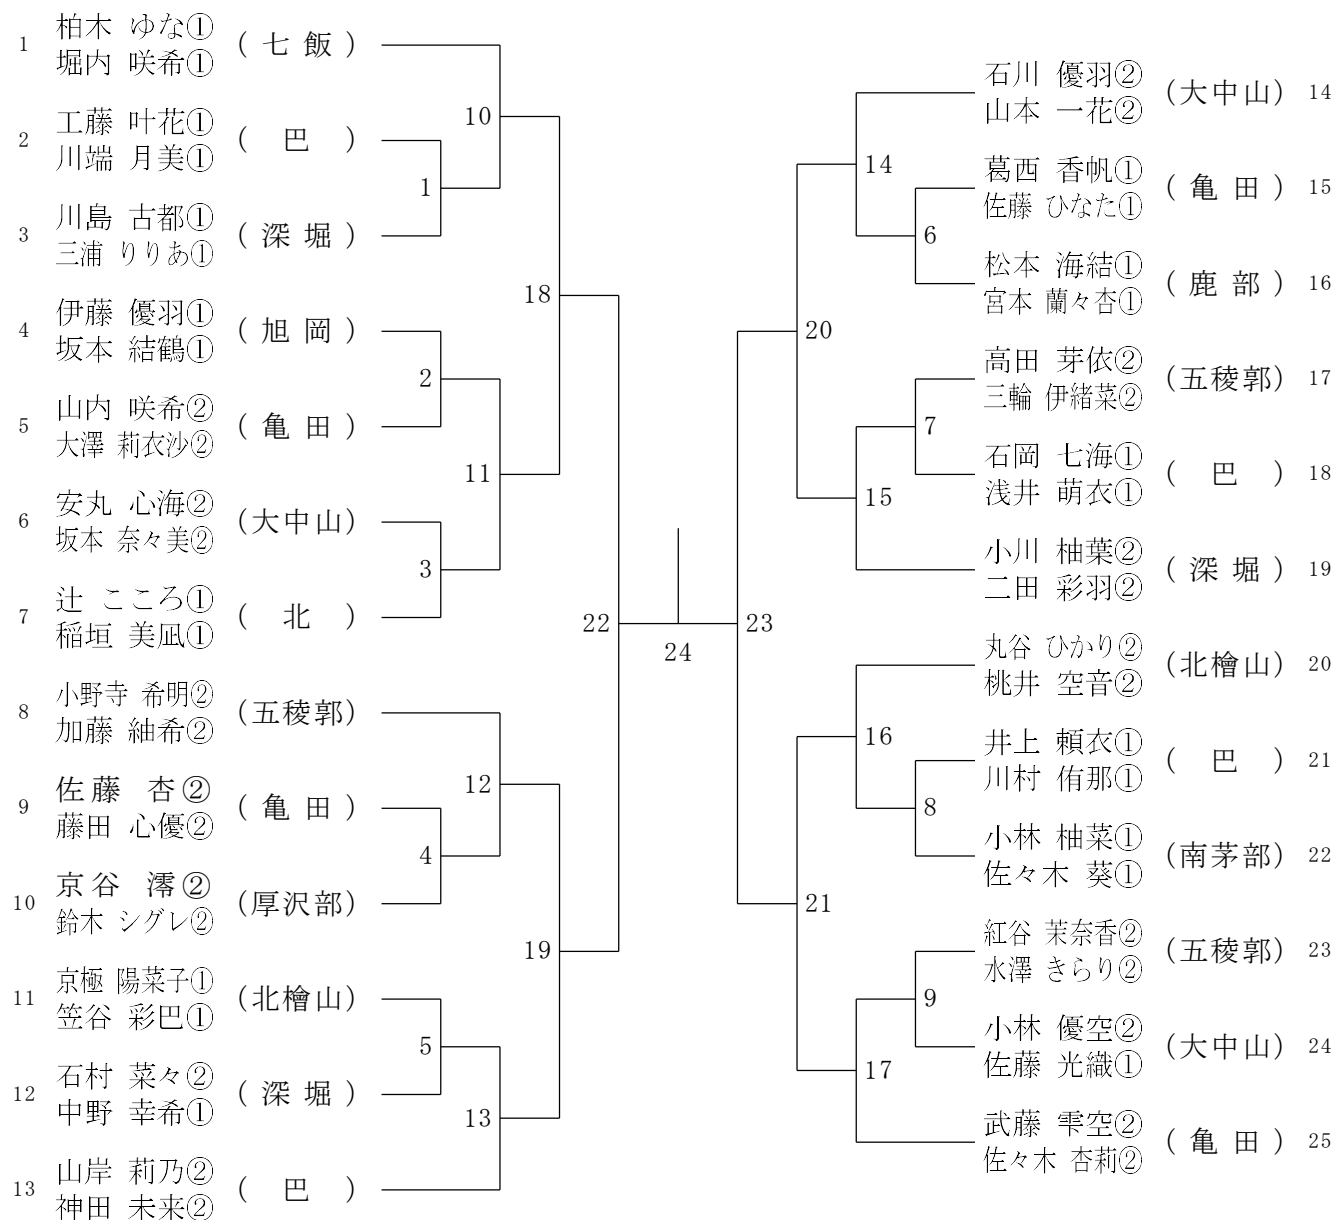 1 柏木 ゆな① (七飯)
堀内 咲希①
2 工藤 叶花① (巴)
川端 月美①
3 川島 古都① (深堀)
三浦 りりあ①
4 伊藤 優羽① (旭岡)
坂本 結鶴①
5 山内 咲希② (亀田)
大澤 莉衣沙②
6 安丸 心海② (大中山)
坂本 奈々美②
7 辻 こころ① (北)
稲垣 美凪①
8 小野寺 希明② (五稜郭)
加藤 紬希②
9 佐藤 杏② (亀田)
藤田 心優②
10 京谷 澪② (厚沢部)
鈴木 シグレ②
11 京極 陽菜子① (北檜山)
笠谷 彩巴①
12 石村 菜々② (深堀)
中野 幸希①
13 山岸 莉乃② (巴)
神田 未来②
10
1
18
2
11
3
22
12
4
19
5
13
24
14
6
20
7
15
23
16
8
21
9
17
石川 優羽② (大中山) 14
山本 一花②
葛西 香帆① (亀田) 15
佐藤 ひなた①
松本 海結① (鹿部) 16
宮本 蘭々杏①
高田 芽依② (五稜郭) 17
三輪 伊緒菜②
石岡 七海① (巴) 18
浅井 萌衣①
小川 柚葉② (深堀) 19
二田 彩羽②
丸谷 ひかり② (北檜山) 20
桃井 空音②
井上 頼衣① (巴) 21
川村 侑那①
小林 柚菜① (南茅部) 22
佐々木 葵①
紅谷 茉奈香② (五稜郭) 23
水澤 きらり②
小林 優空② (大中山) 24
佐藤 光織①
武藤 雫空② (亀田) 25
佐々木 杏莉②